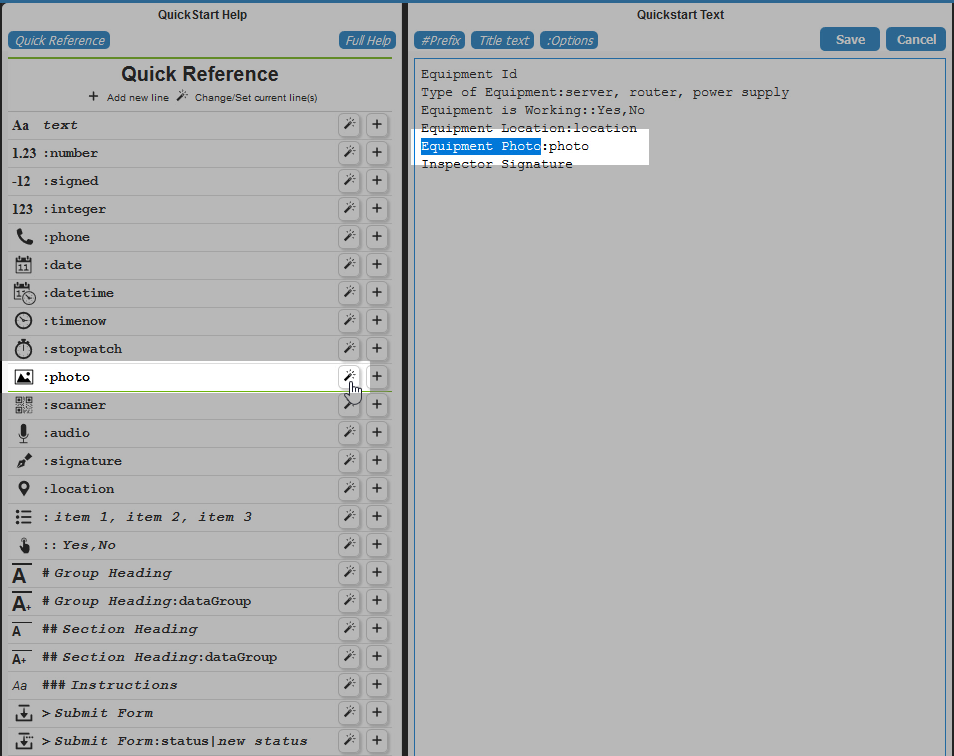 QuickStart Help
Quick Reference
Full Help
Quick Reference
+ Add new line Change/Set current line(s)
Aa text
1.23 :number
-12 :signed
123 :integer
:phone
11 :date
:datetime
:timenow
:stopwatch
:photo
:scanner
:audio
:signature
:location
: item 1, item 2, item 3
:: Yes,No
A # Group Heading
A+ # Group Heading:dataGroup
A ## Section Heading
A+ ## Section Heading:dataGroup
Aa ### Instructions
> Submit Form
> Submit Form:status|new status
Quickstart Text
#Prefix
Title text
:Options
Save
Cancel
Equipment Id
Type of Equipment:server, router, power supply
Equipment is Working::Yes,No
Equipment Location:location
Equipment Photo:photo
Inspector Signature